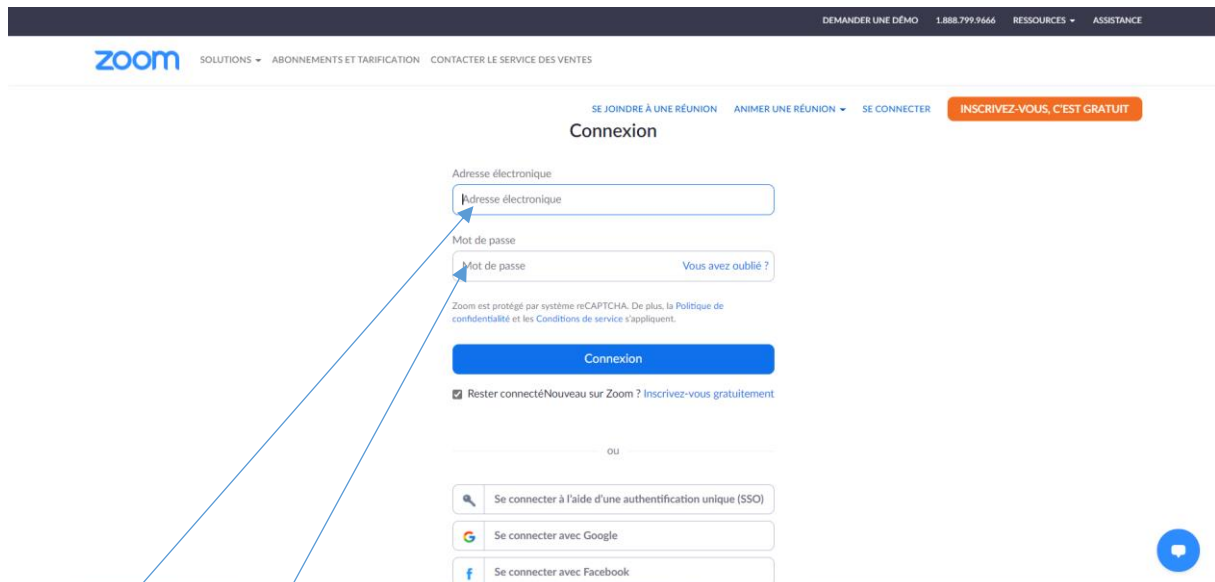 DEMANDER UNE DÉMO 1.888.799.9666 RESSOURCES ASSISTANCE
zoom SOLUTIONS ABONNEMENTS ET TARIFICATION CONTACTER LE SERVICE DES VENTES
SE JOINDRE À UNE RÉUNION ANIMER UNE RÉUNION SE CONNECTER INSCRIVEZ-VOUS, C'EST GRATUIT
Connexion
Adresse électronique
Adresse électronique
Mot de passe
Mot de passe Vous avez oublié ?
Zoom est protégé par système reCAPTCHA. De plus, la Politique de
confidentialité et les Conditions de service s'appliquent.
Connexion
Rester connectéNouveau sur Zoom ? Inscrivez-vous gratuitement
ou
Se connecter à l'aide d'une authentification unique (SSO)
Se connecter avec Google
Se connecter avec Facebook